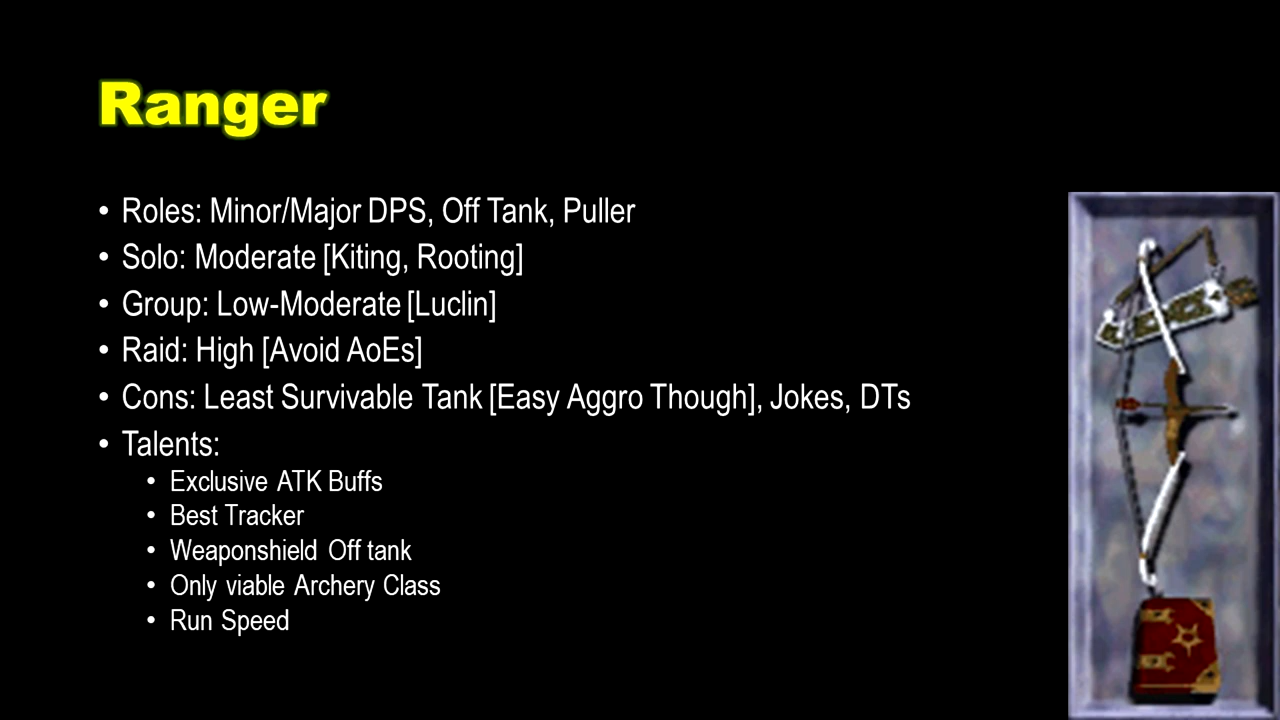 Ranger
• Roles: Minor/Major DPS, Off Tank, Puller
• Solo: Moderate [Kiting, Rooting]
• Group: Low-Moderate [Luclin]
• Raid: High [Avoid AoEs]
• Cons: Least Survivable Tank [Easy Aggro Though], Jokes, DTs
• Talents:
• Exclusive ATK Buffs
• Best Tracker
• Weaponshield Off tank
• Only viable Archery Class
• Run Speed